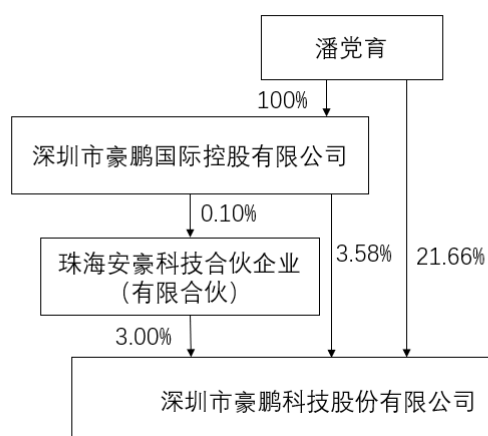 潘党育
100%
深圳市豪鹏国际控股有限公司
0.10%
珠海安豪科技合伙企业
（有限合伙）
3.58%
21.66%
3.00%
深圳市豪鹏科技股份有限公司